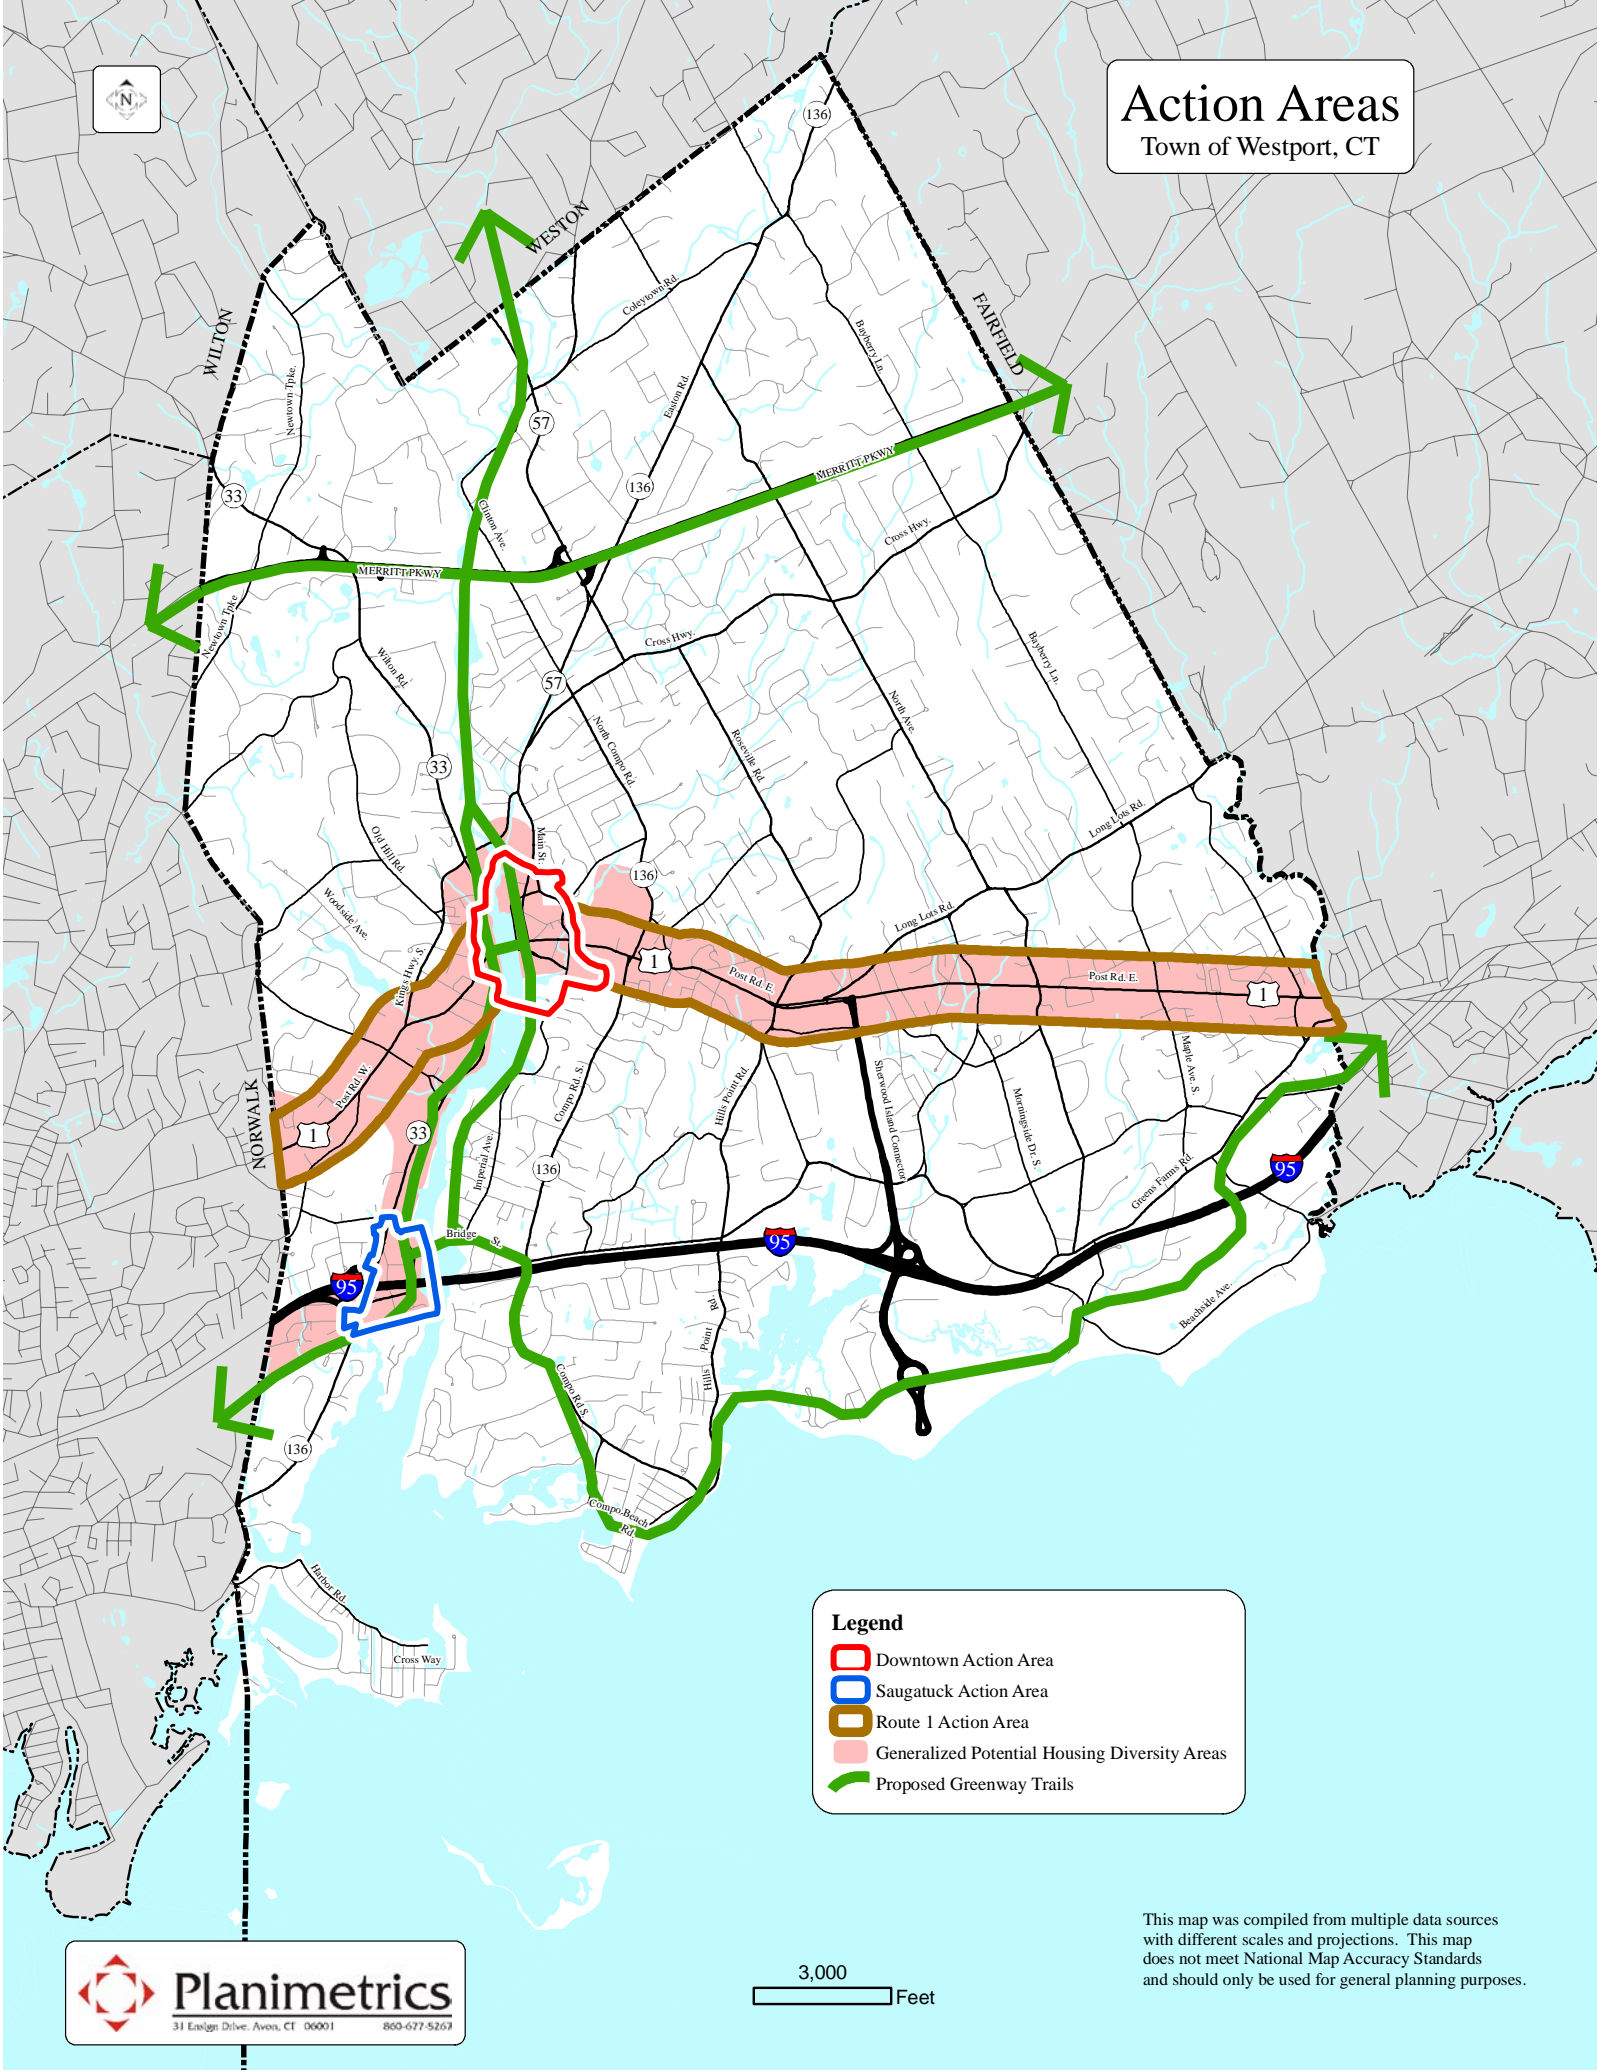 N
Action Areas
Town of Westport, CT
136
WESTON
WILTON
FAIRFIELD
Coleytown Rd.
Bayberry Ln.
Newtown Tpke.
Easton Rd.
57
33
136
MERRITT PKWY
Clinton Ave.
Cross Hwy.
MERRITT PKWY
Newtown Tpke
Cross Hwy.
Bayberry Ln.
Wilton Rd.
57
North Ave.
North Compo Rd.
Roseville Rd.
33
Long Lots Rd.
Main St.
Old Hill Rd.
136
Woodside Ave.
Long Lots Rd.
Kings Hwy. S.
1
Post Rd. E.
Post Rd. E.
1
Post Rd. W.
NORWALK
1
33
Compo Rd. S.
Hills Point Rd.
Sherwood Island Connector
Morningside Dr. S.
Maple Ave. S.
Imperial Ave.
136
Greens Farms Rd.
95
Bridge St.
95
95
Beachside Ave.
Hills Point Rd
Compo Rd S.
136
Compo Beach
Rd.
Harbor Rd.
Cross Way
Legend
Downtown Action Area
Saugatuck Action Area
Route 1 Action Area
Generalized Potential Housing Diversity Areas
Proposed Greenway Trails
This map was compiled from multiple data sources
with different scales and projections. This map
does not meet National Map Accuracy Standards
and should only be used for general planning purposes.
3,000
Feet
Planimetrics
31 Ensign Drive, Avon, CT 06001 860-677-5267